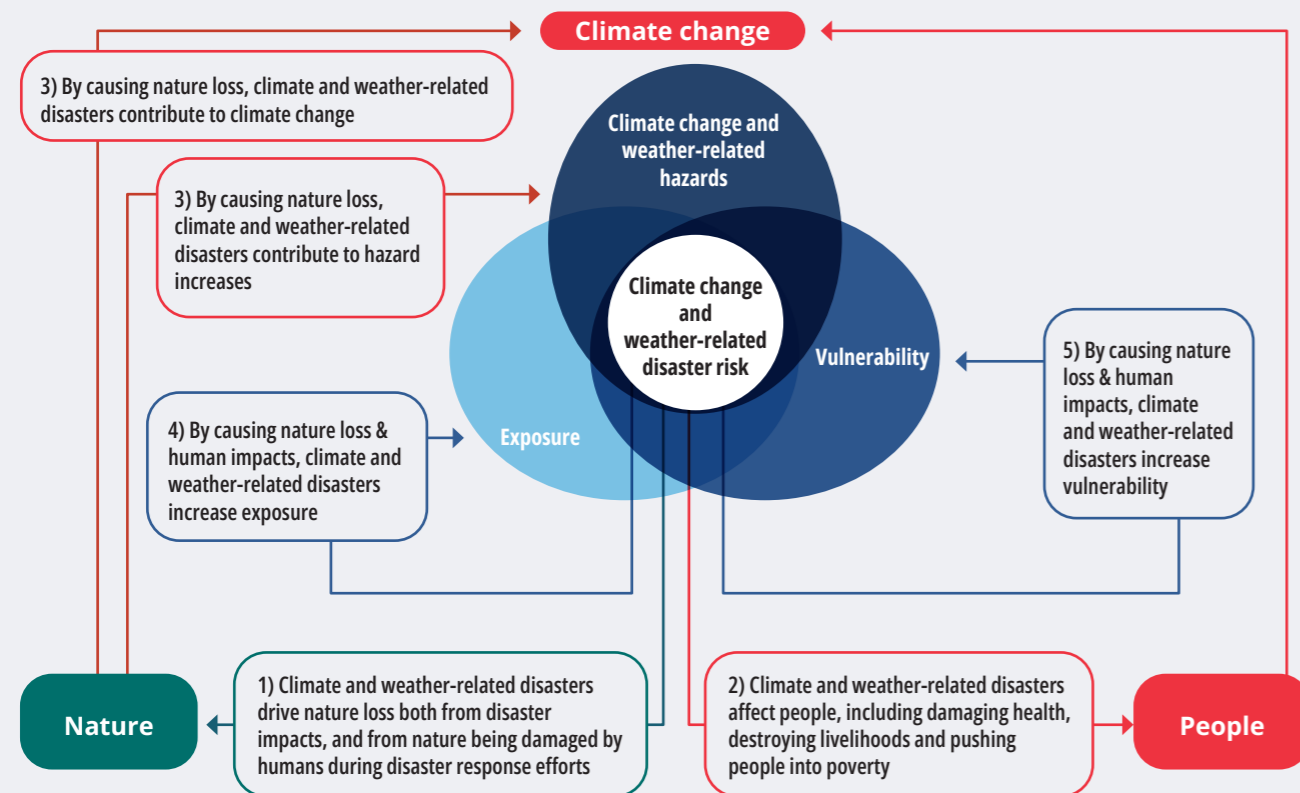 Climate change
3) By causing nature loss, climate and weather-related
disasters contribute to climate change
Climate change and
weather-related
hazards
3) By causing nature loss,
climate and weather-related
disasters contribute to hazard
increases
Climate change
and
weather-related
disaster risk
Vulnerability
5) By causing nature
loss & human
impacts, climate
and weather-related
disasters increase
vulnerability
4) By causing nature loss &
human impacts, climate and
weather-related disasters
increase exposure
Exposure
Nature
1) Climate and weather-related disasters
drive nature loss both from disaster
impacts, and from nature being damaged by
humans during disaster response efforts
2) Climate and weather-related disasters
affect people, including damaging health,
destroying livelihoods and pushing
people into poverty
People